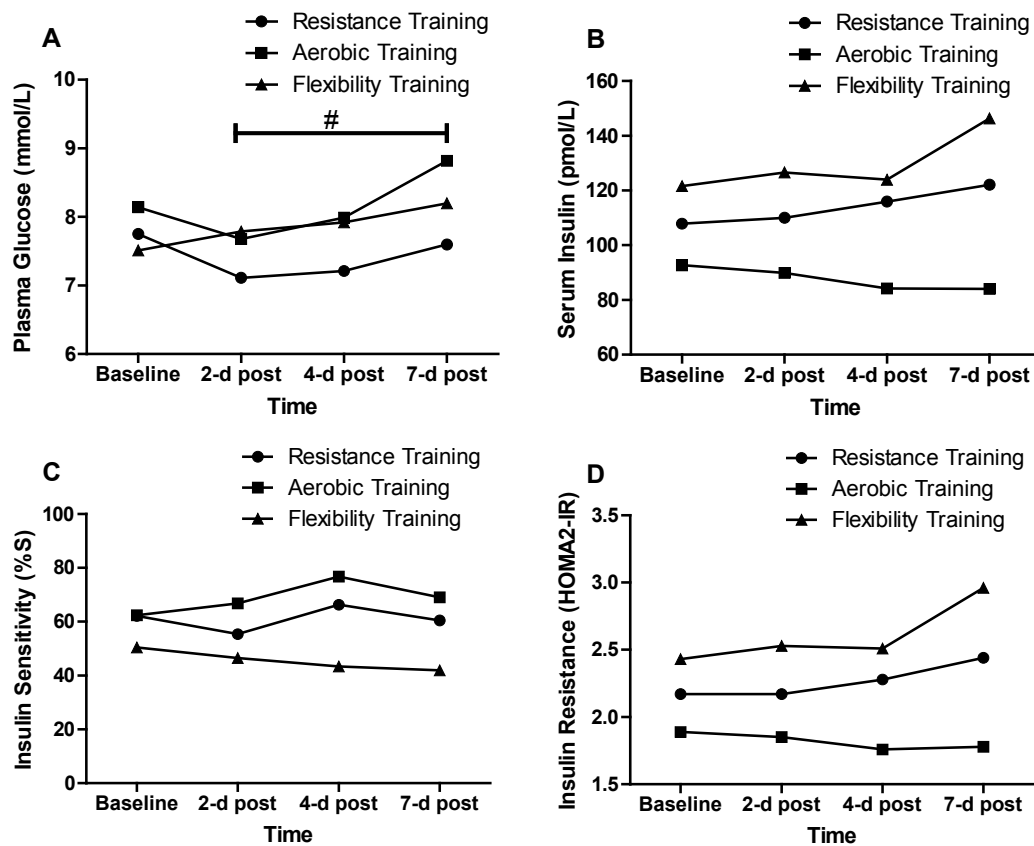 A
Resistance Training
Aerobic Training
Flexibility Training
Plasma Glucose (mmol/L)
10
9
8
7
6
#
Baseline 2-d post 4-d post 7-d post
Time
B
Resistance Training
Aerobic Training
Flexibility Training
Serum Insulin (pmol/L)
160
140
120
100
80
60
Baseline 2-d post 4-d post 7-d post
Time
C
Resistance Training
Aerobic Training
Flexibility Training
Insulin Sensitivity (%S)
100
80
60
40
20
0
Baseline 2-d post 4-d post 7-d post
Time
D
Resistance Training
Aerobic Training
Flexibility Training
Insulin Resistance (HOMA2-IR)
3.5
3.0
2.5
2.0
1.5
Baseline 2-d post 4-d post 7-d post
Time